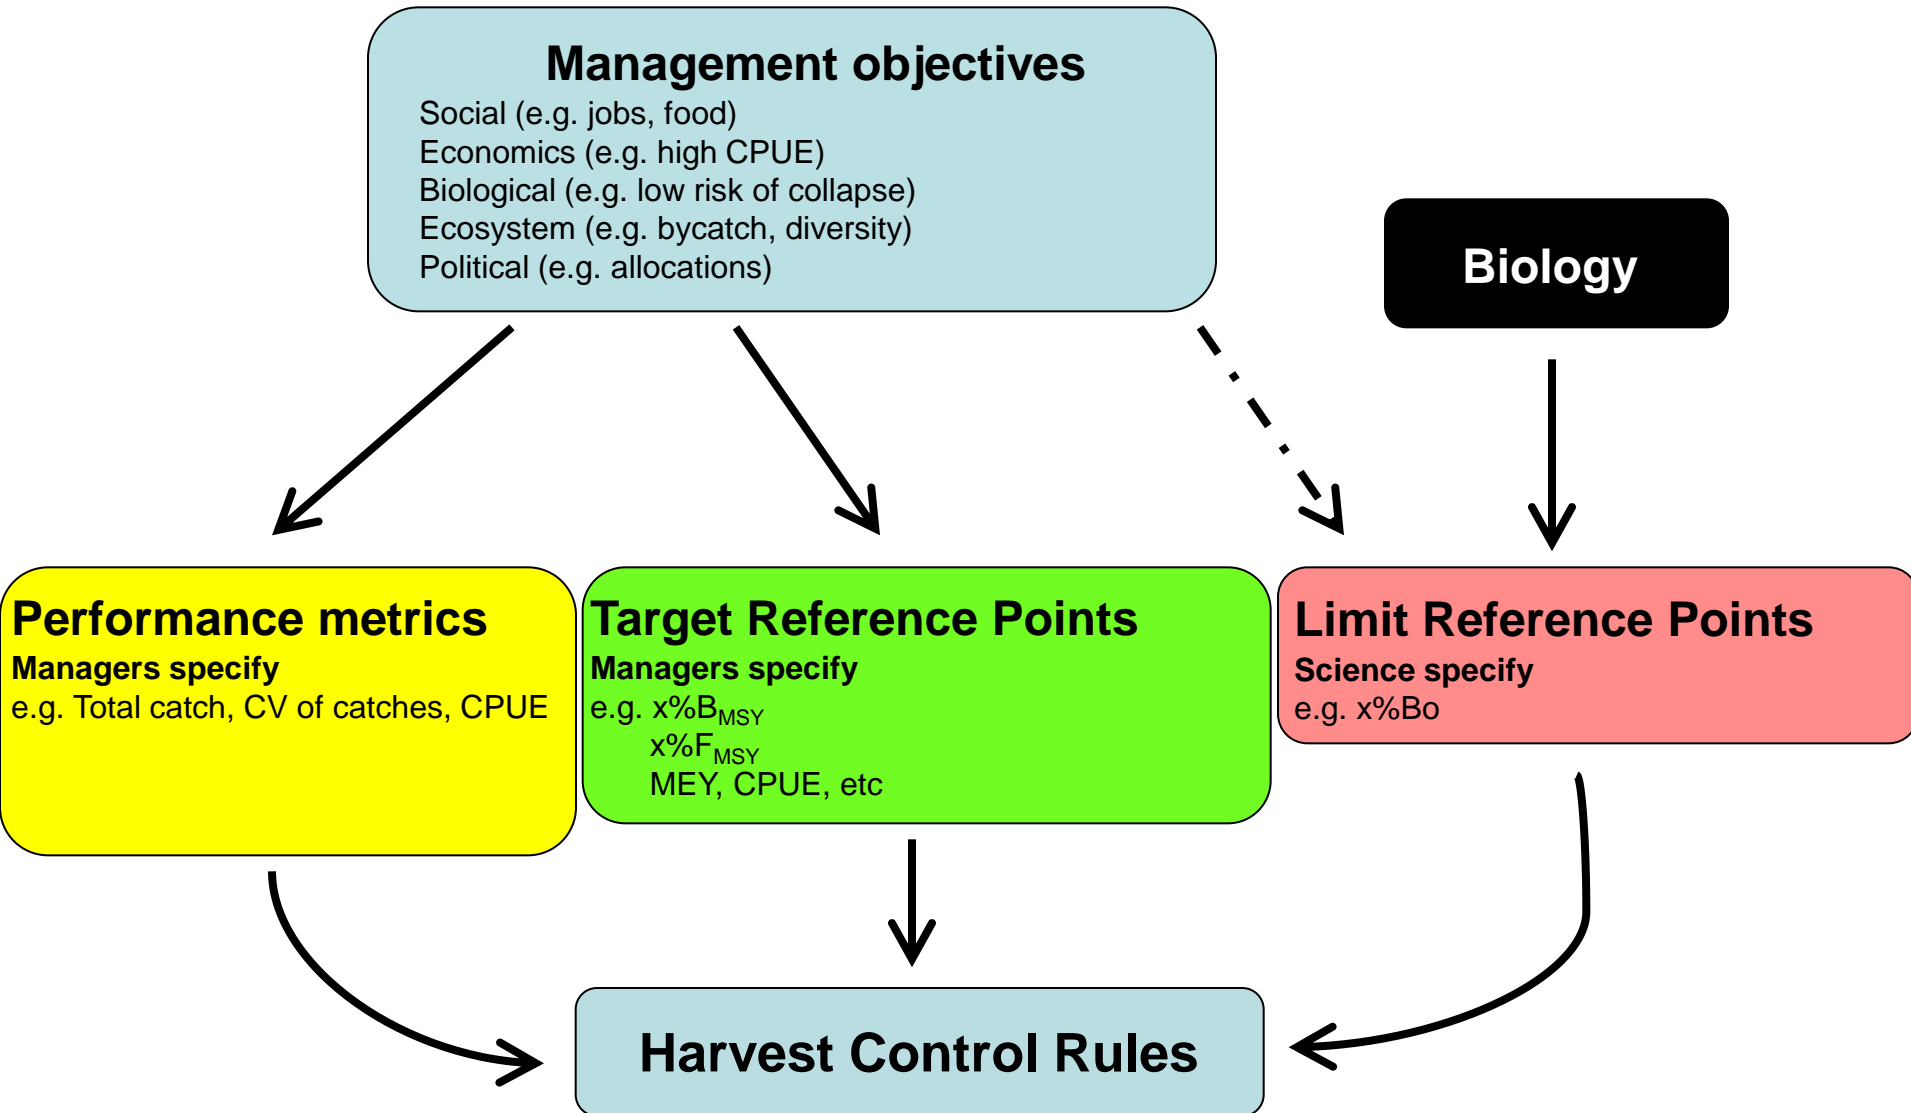 Management objectives
Social (e.g. jobs, food)
Economics (e.g. high CPUE)
Biological (e.g. low risk of collapse)
Ecosystem (e.g. bycatch, diversity)
Political (e.g. allocations)
Biology
Performance metrics
Managers specify
e.g. Total catch, CV of catches, CPUE
Target Reference Points
Managers specify
e.g. x%BMSY
x%FMSY
MEY, CPUE, etc
Limit Reference Points
Science specify
e.g. x%Bo
Harvest Control Rules